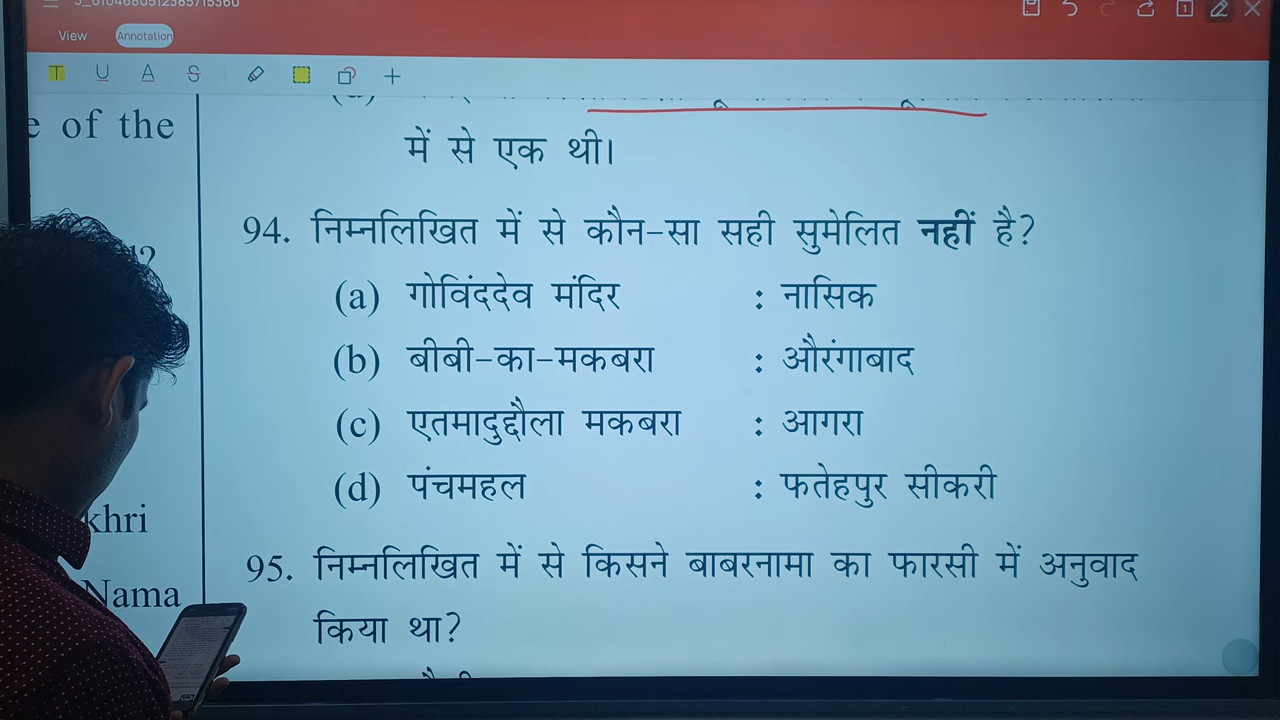 View Annotation
T U A S
e of the
में से एक थी।
94. निम्नलिखित में से कौन-सा सही सुमेलित नहीं है?
(a) गोविंददेव मंदिर : नासिक
(b) बीबी-का-मकबरा : औरंगाबाद
(c) एतमादुद्दौला मकबरा : आगरा
(d) पंचमहल : फतेहपुर सीकरी
khri
95. निम्नलिखित में से किसने बाबरनामा का फारसी में अनुवाद
Nama
किया था?